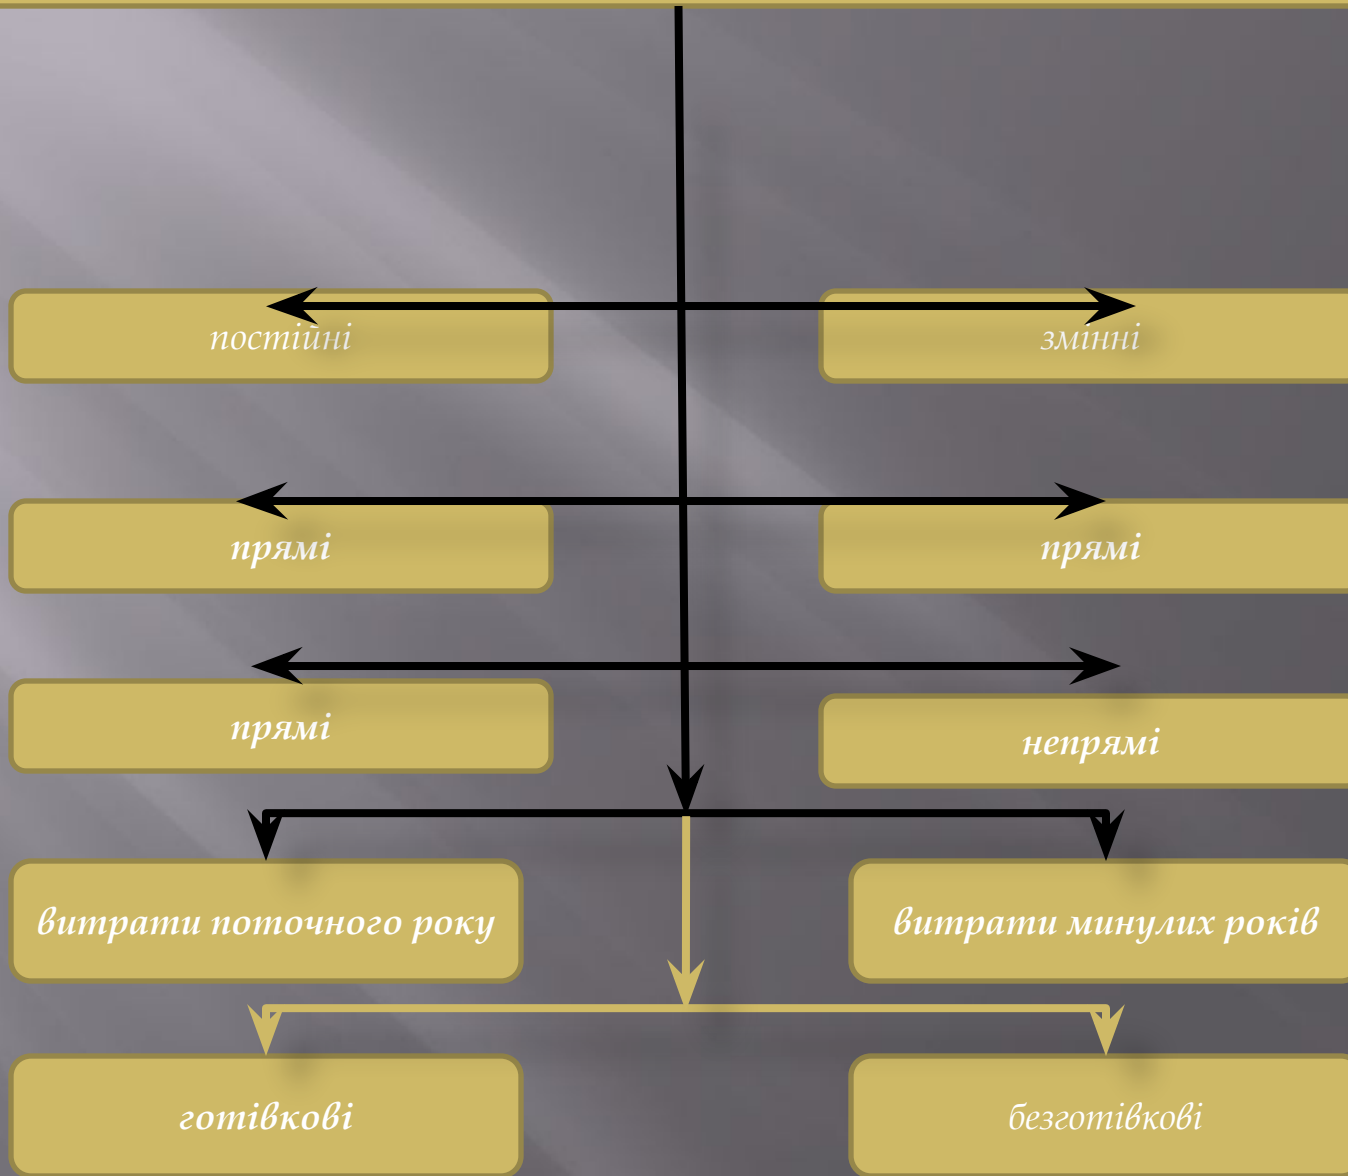 постійні
змінні
прямі
прямі
прямі
непрямі
витрати поточного року
витрати минулих років
готівкові
безготівкові